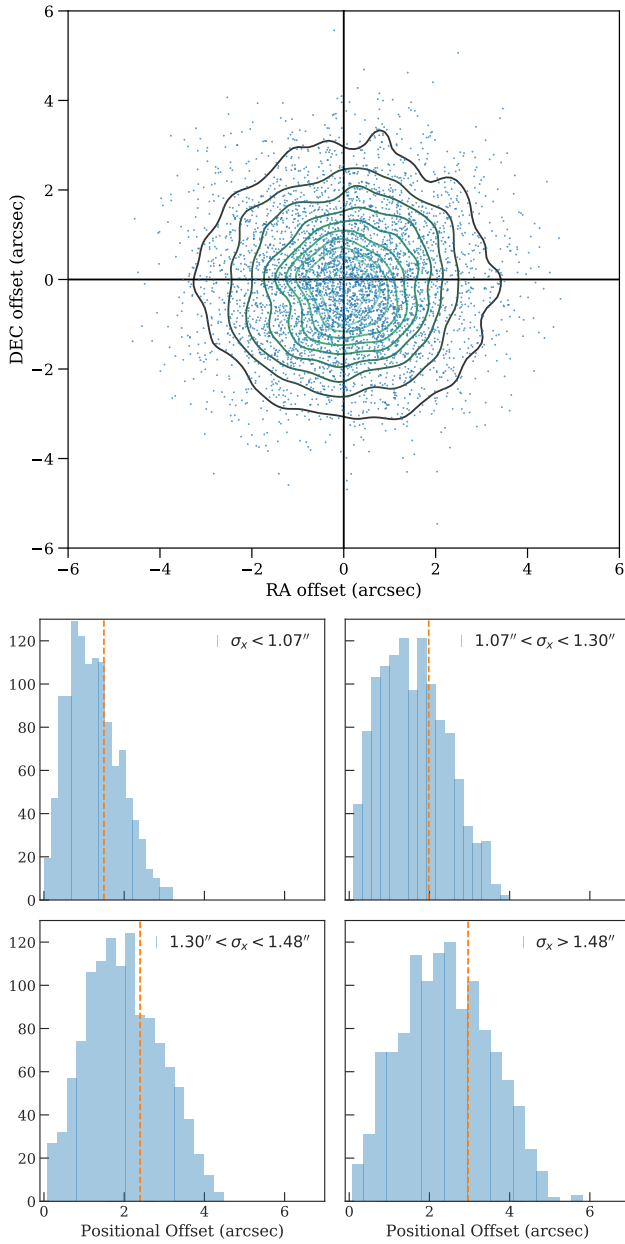 6
4
2
0
−2
−4
−6
DEC offset (arcsec)
−6 −4 −2 0 2 4 6
RA offset (arcsec)
120
100
80
60
40
20
0
σx < 1.07″
1.07″ < σx < 1.30″
120
100
80
60
40
20
0
1.30″ < σx < 1.48″
σx > 1.48″
0 2 4 6
0 2 4 6
Positional Offset (arcsec)
Positional Offset (arcsec)